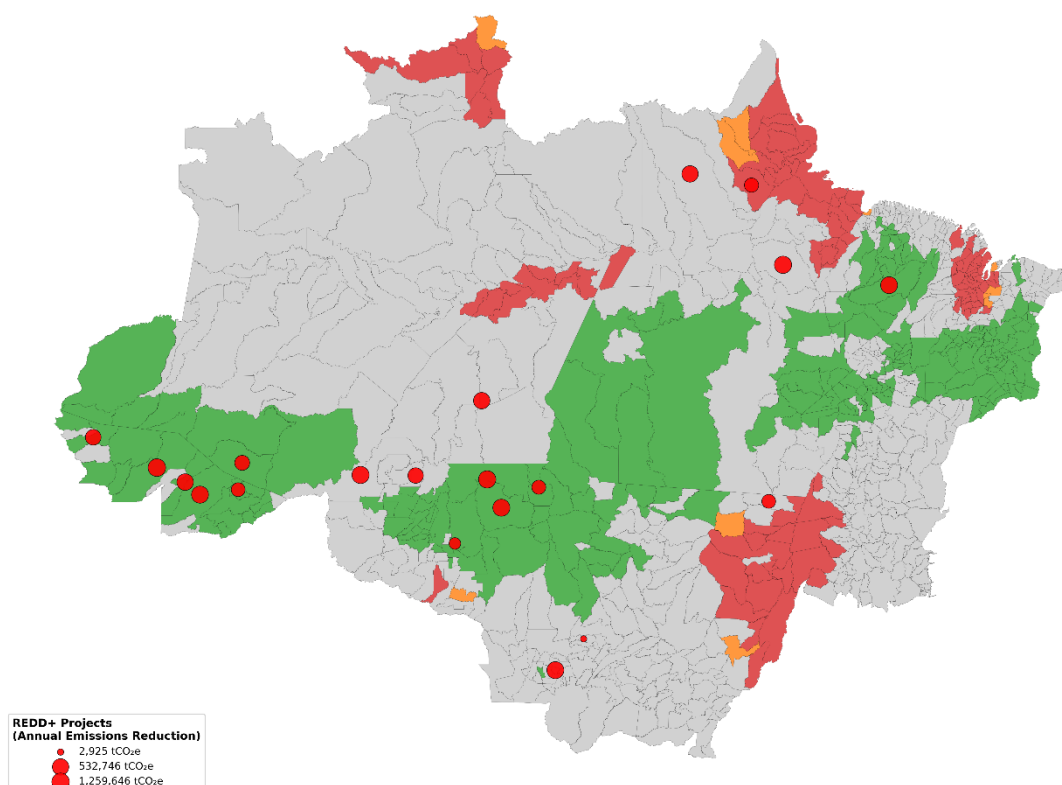 REDD+ Projects
(Annual Emissions Reduction)
2,925 tCO₂e
532,746 tCO₂e
1,259,646 tCO₂e